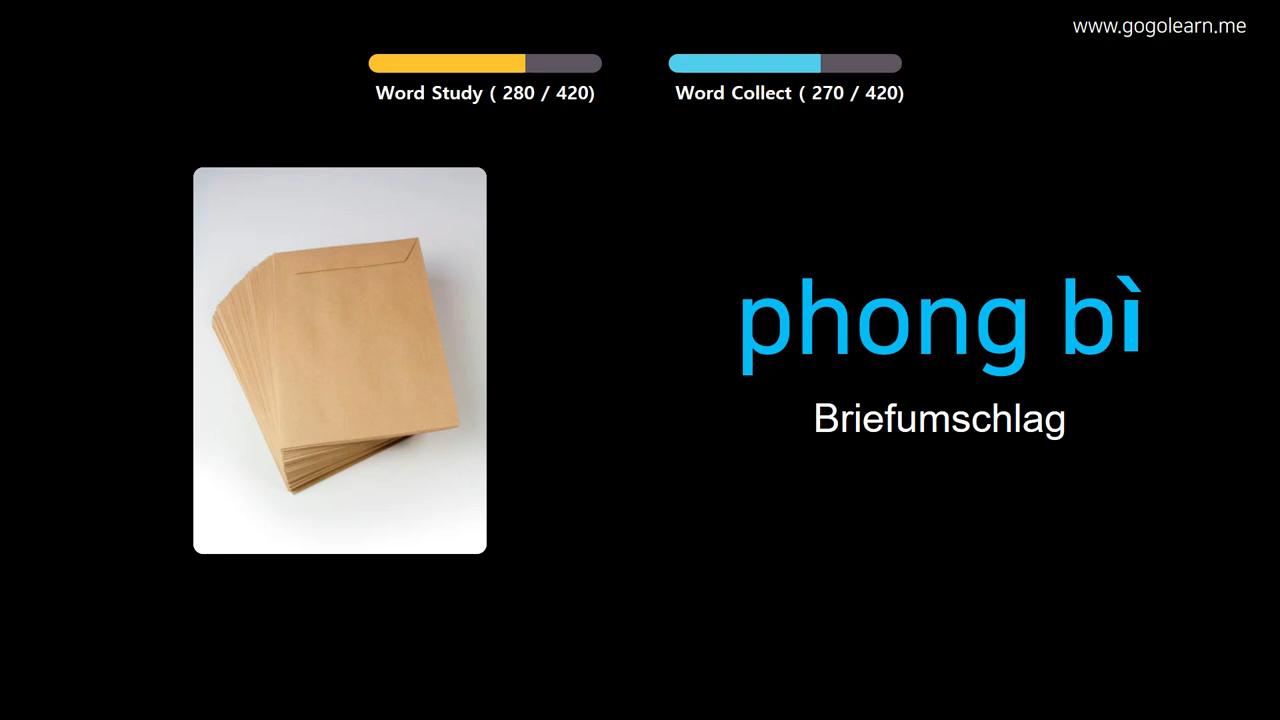 www.gogolearn.me
Word Study ( 280 / 420)
Word Collect ( 270 / 420)
phong bì
Briefumschlag